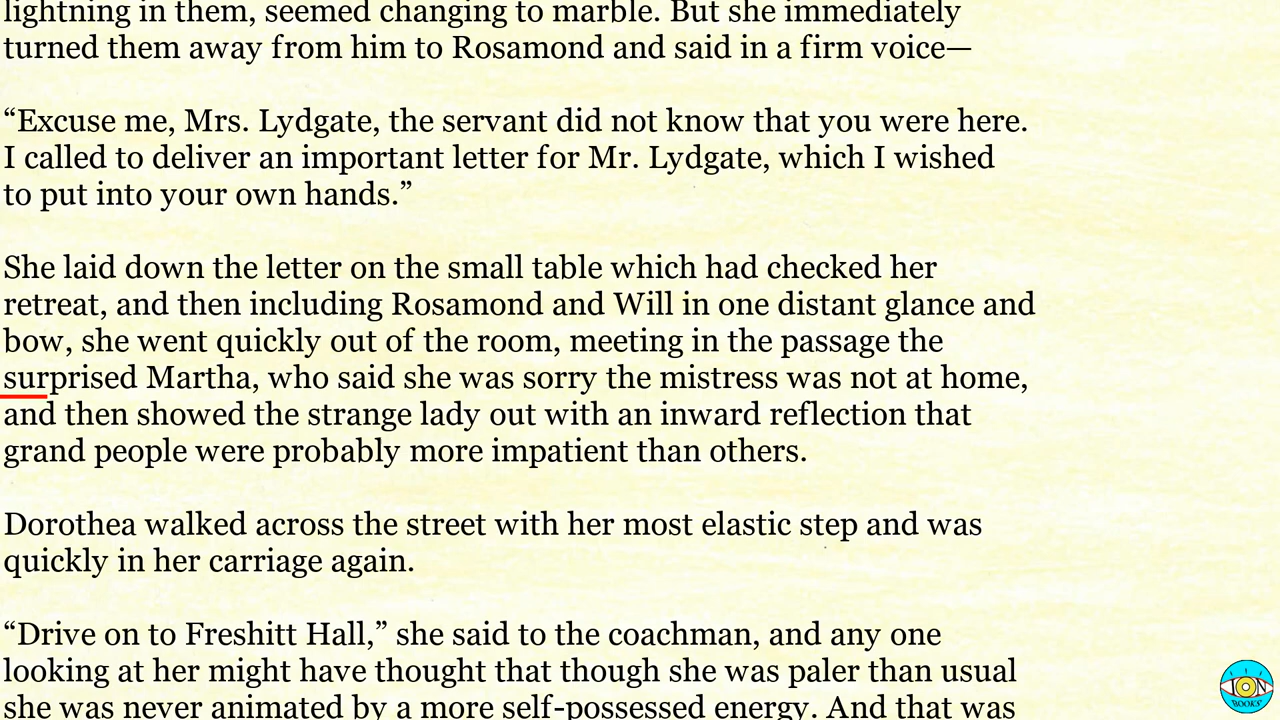 lightning in them, seemed changing to marble. But she immediately
turned them away from him to Rosamond and said in a firm voice—
“Excuse me, Mrs. Lydgate, the servant did not know that you were here.
I called to deliver an important letter for Mr. Lydgate, which I wished
to put into your own hands.”
She laid down the letter on the small table which had checked her
retreat, and then including Rosamond and Will in one distant glance and
bow, she went quickly out of the room, meeting in the passage the
surprised Martha, who said she was sorry the mistress was not at home,
and then showed the strange lady out with an inward reflection that
grand people were probably more impatient than others.
Dorothea walked across the street with her most elastic step and was
quickly in her carriage again.
“Drive on to Freshitt Hall,” she said to the coachman, and any one
looking at her might have thought that though she was paler than usual
she was never animated by a more self-possessed energy. And that was
ION
BOOKS